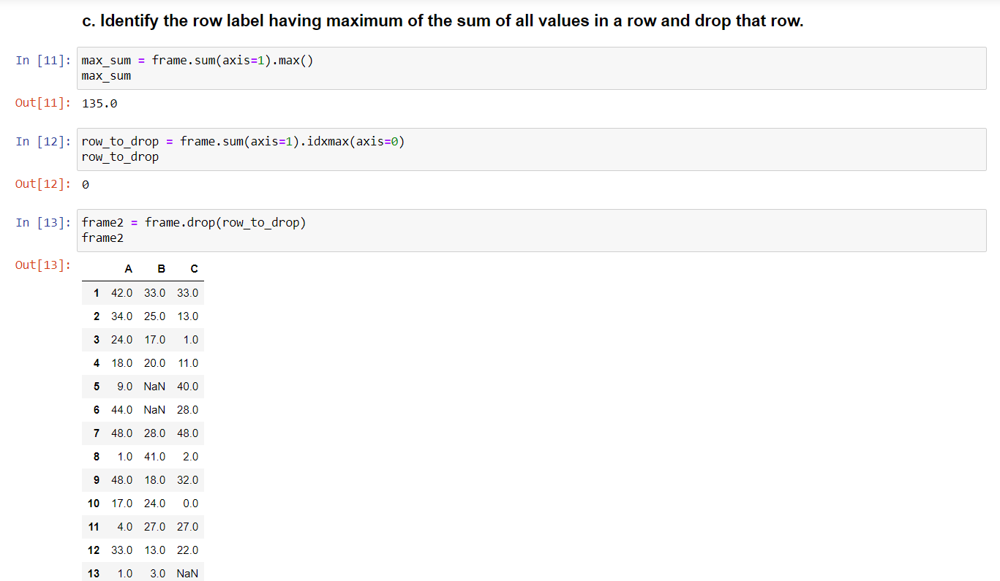 c. Identify the row label having maximum of the sum of all values in a row and drop that row.
In [11]: max_sum = frame.sum(axis=1).max()
max_sum
Out[11]: 135.0
In [12]: row_to_drop = frame.sum(axis=1).idxmax(axis=0)
row_to_drop
Out[12]: 0
In [13]: frame2 = frame.drop(row_to_drop)
frame2
Out[13]:
A B C
1 42.0 33.0 33.0
2 34.0 25.0 13.0
3 24.0 17.0 1.0
4 18.0 20.0 11.0
5 9.0 NaN 40.0
6 44.0 NaN 28.0
7 48.0 28.0 48.0
8 1.0 41.0 2.0
9 48.0 18.0 32.0
10 17.0 24.0 0.0
11 4.0 27.0 27.0
12 33.0 13.0 22.0
13 1.0 3.0 NaN